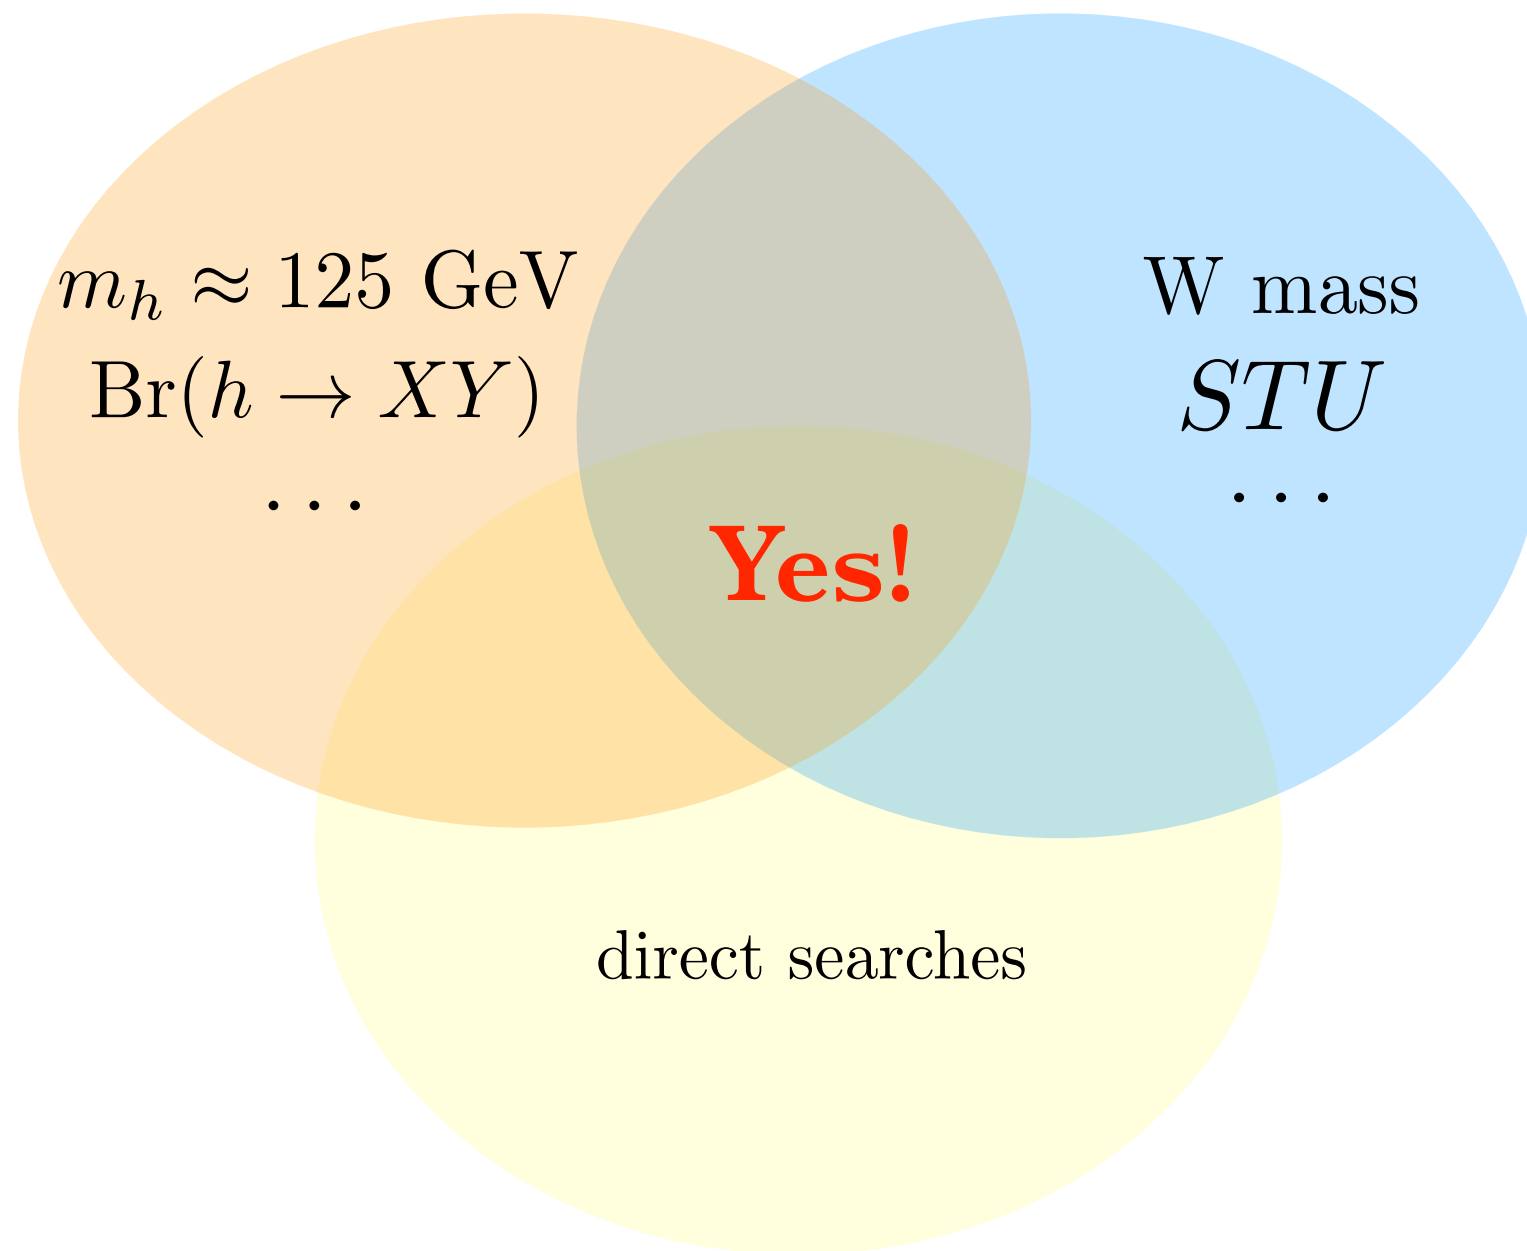 m_h ≈ 125 GeV
Br(h → XY)
...
W mass
STU
...
Yes!
direct searches